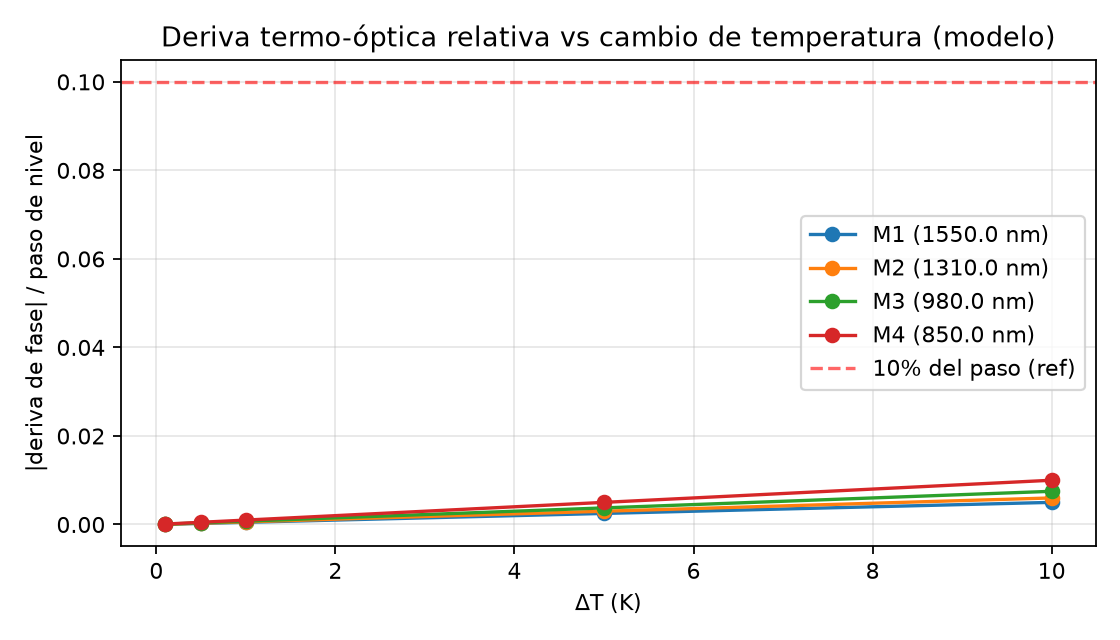 Deriva termo-óptica relativa vs cambio de temperatura (modelo)
|deriva de fase| / paso de nivel
0.10
0.08
0.06
0.04
0.02
0.00
M1 (1550.0 nm)
M2 (1310.0 nm)
M3 (980.0 nm)
M4 (850.0 nm)
10% del paso (ref)
0 2 4 6 8 10
ΔT (K)